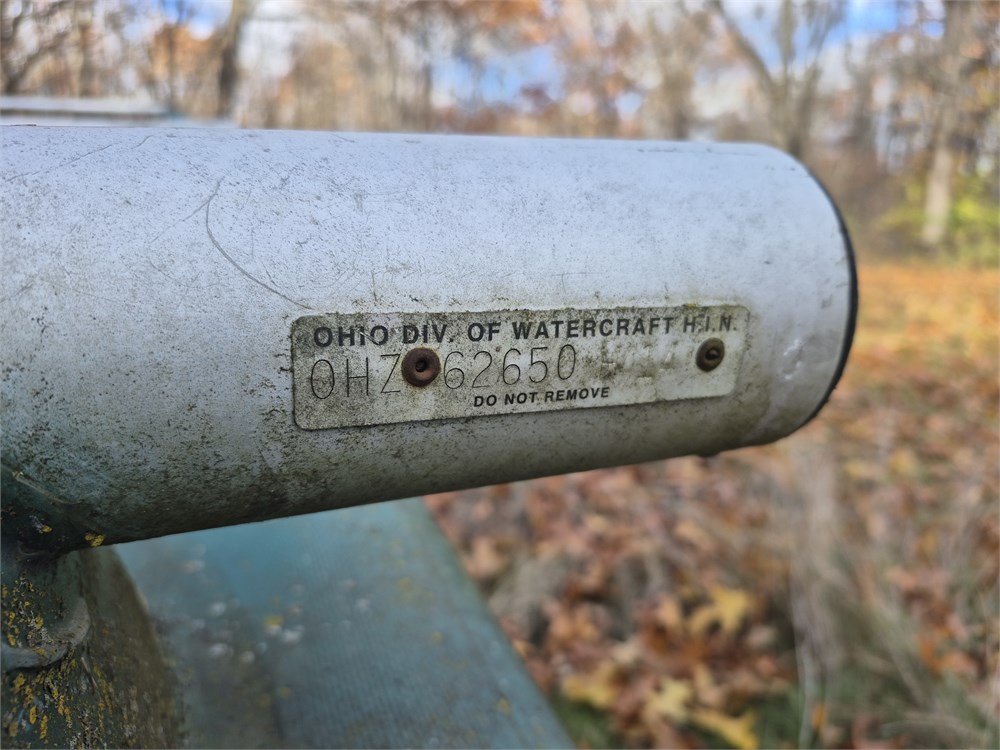 OHIO DIV. OF WATERCRAFT H.I.N.
OHZ 62650
DO NOT REMOVE